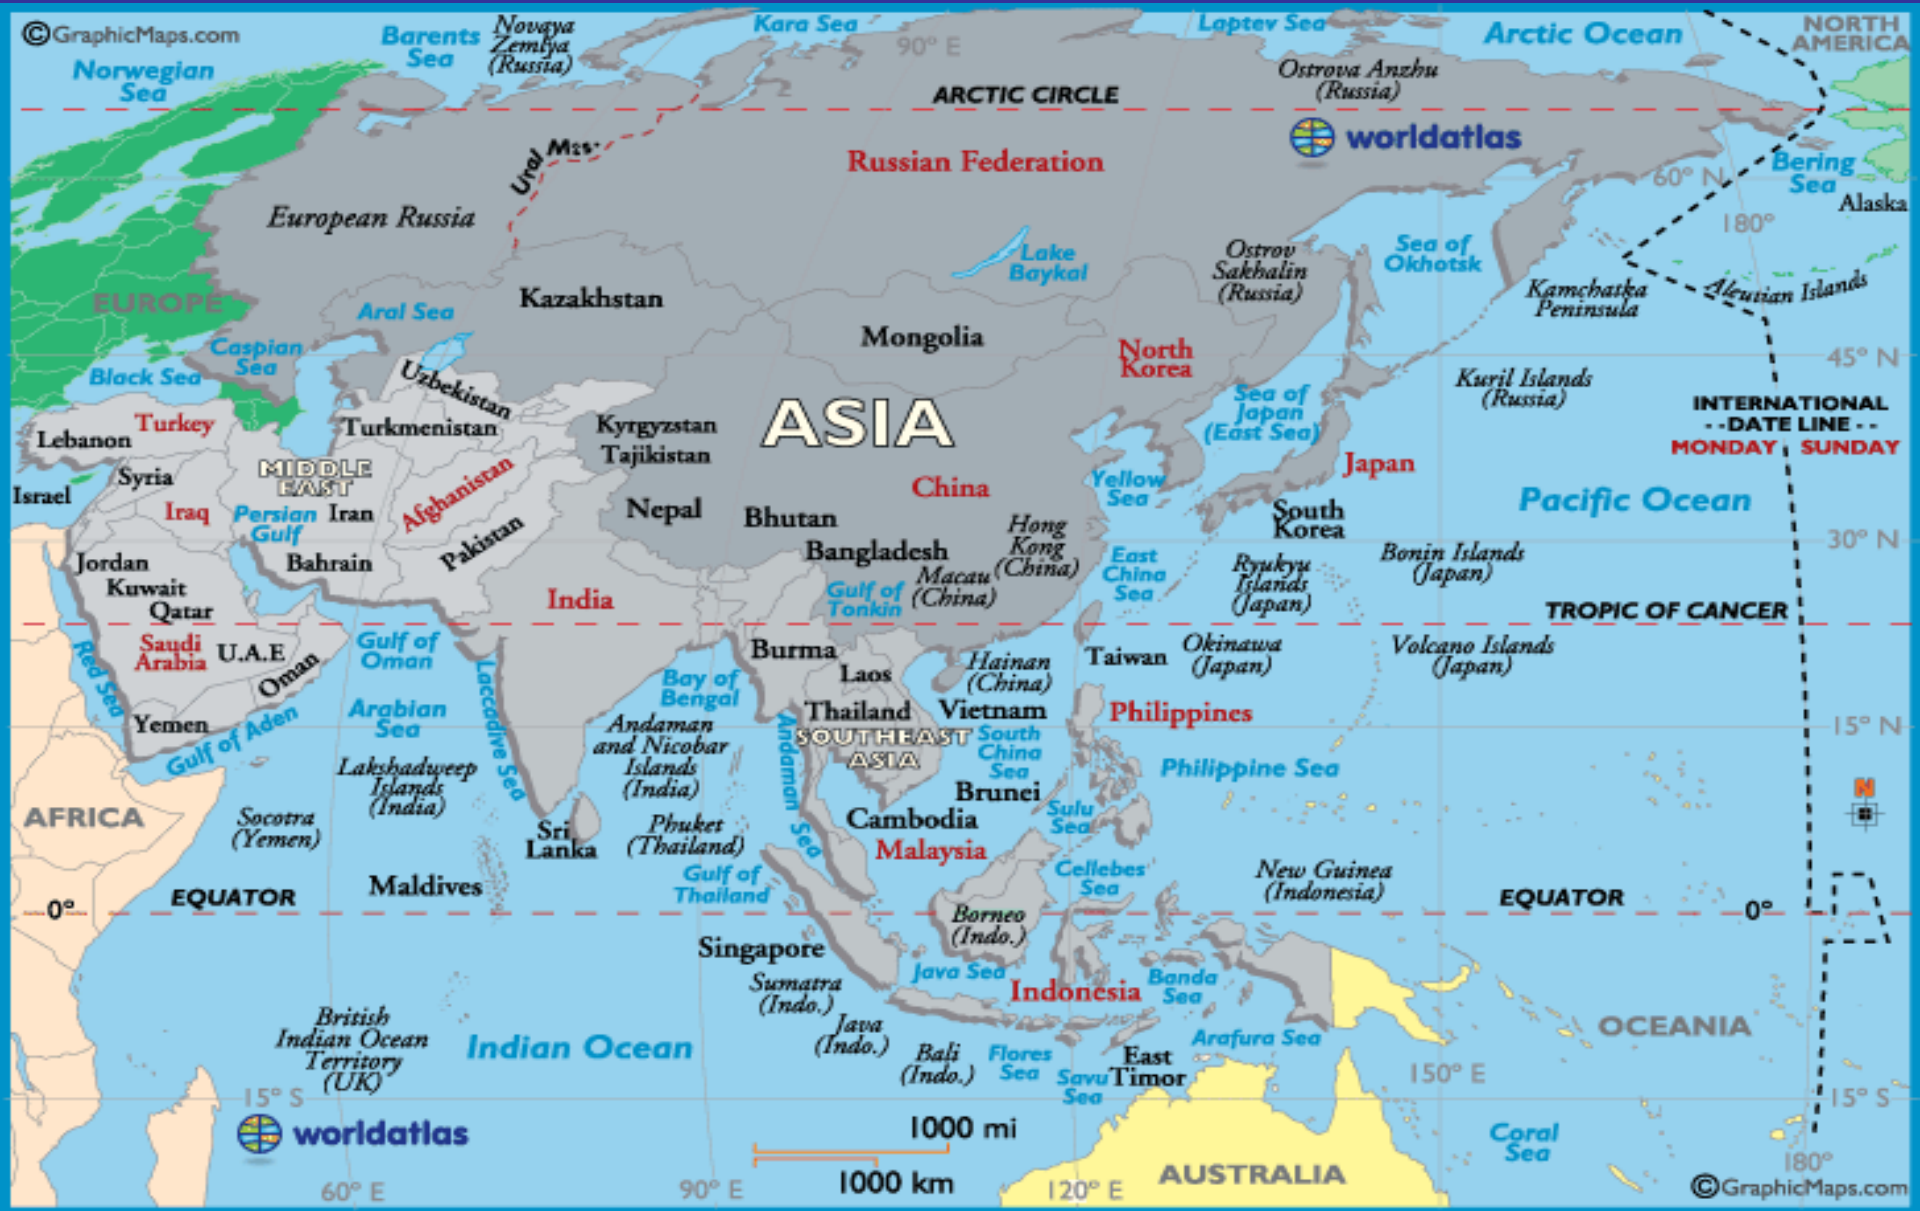 ©GraphicMaps.com
Norwegian
Sea
Barents
Sea
Novaya
Zemlya
(Russia)
Kara Sea
90° E
Laptev Sea
Arctic Ocean
NORTH
AMERICA
Ostrova Anzhu
(Russia)
ARCTIC CIRCLE
worldatlas
Ural Mts.
Russian Federation
60° N
Bering
Sea
Alaska
180°
European Russia
Lake
Baykal
Ostrov
Sakhalin
(Russia)
Sea of
Okhotsk
Kamchatka
Peninsula
Aleutian Islands
EUROPE
Aral Sea
Kazakhstan
Mongolia
North
Korea
Caspian
Sea
Black Sea
Uzbekistan
45° N
Kuril Islands
(Russia)
Sea of
Japan
(East Sea)
INTERNATIONAL
- - DATE LINE - -
MONDAY SUNDAY
ASIA
Turkey
Lebanon
Turkmenistan
Kyrgyzstan
Tajikistan
MIDDLE
EAST
Syria
Israel
Afghanistan
China
Japan
Yellow
Sea
Pacific Ocean
Iraq
Persian
Gulf
Iran
Nepal
Bhutan
Hong
Kong
(China)
South
Korea
30° N
Pakistan
Bangladesh
Jordan
Bahrain
Macau
(China)
East
China
Sea
Ryukyu
Islands
(Japan)
Bonin Islands
(Japan)
Kuwait
Qatar
India
Gulf of
Tonkin
TROPIC OF CANCER
Saudi
Arabia
U.A.E
Oman
Gulf of
Oman
Red Sea
Laccadive Sea
Bay of
Bengal
Burma
Laos
Hainan
(China)
Taiwan
Okinawa
(Japan)
Volcano Islands
(Japan)
Yemen
Gulf of Aden
Arabian
Sea
Andaman
and Nicobar
Islands
(India)
Andaman Sea
Thailand
Vietnam
Philippines
15° N
SOUTHEAST
ASIA
South
China
Sea
Philippine Sea
Lakshadweep
Islands
(India)
Brunei
N
AFRICA
Socotra
(Yemen)
Sri
Lanka
Phuket
(Thailand)
Cambodia
Sulu
Sea
Malaysia
Maldives
Gulf of
Thailand
Cellebes
Sea
New Guinea
(Indonesia)
EQUATOR
EQUATOR
0°
0°
Borneo
(Indo.)
Singapore
Java Sea
Sumatra
(Indo.)
Indonesia
Banda
Sea
British
Indian Ocean
Territory
(UK)
Indian Ocean
Java
(Indo.)
Bali
(Indo.)
Flores
Sea
Savu
Sea
East
Timor
Arafura Sea
OCEANIA
150° E
15° S
15° S
worldatlas
1000 mi
1000 km
Coral
Sea
AUSTRALIA
60° E
90° E
120° E
180°
©GraphicMaps.com